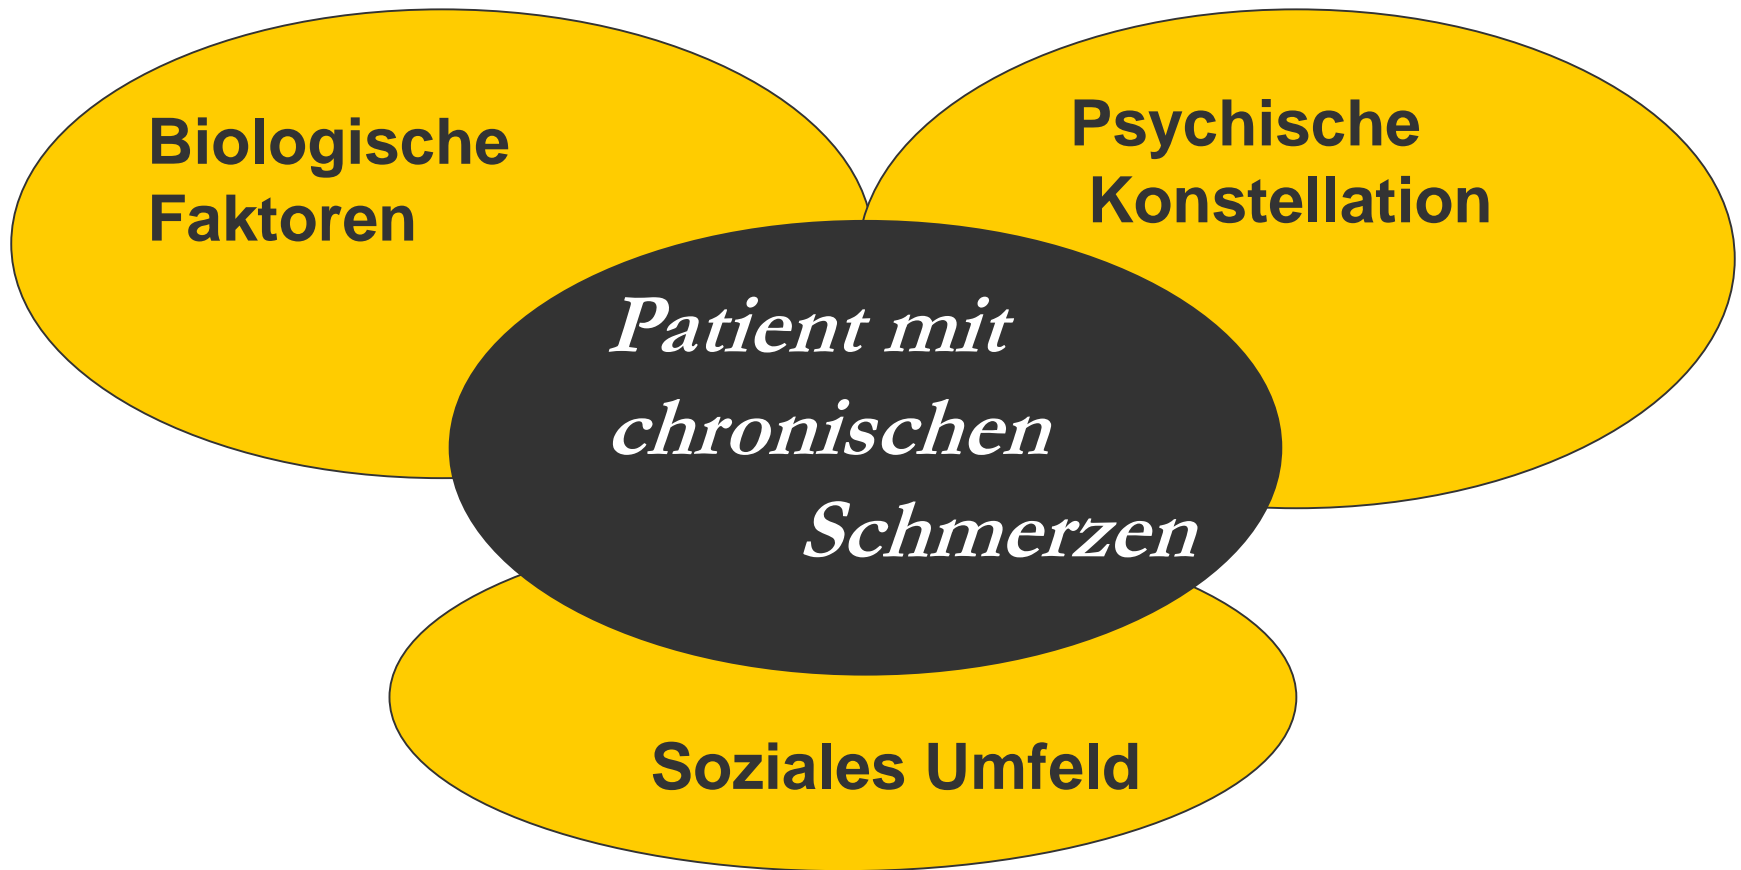 Biologische
Faktoren
Psychische
Konstellation
Patient mit
chronischen
Schmerzen
Soziales Umfeld